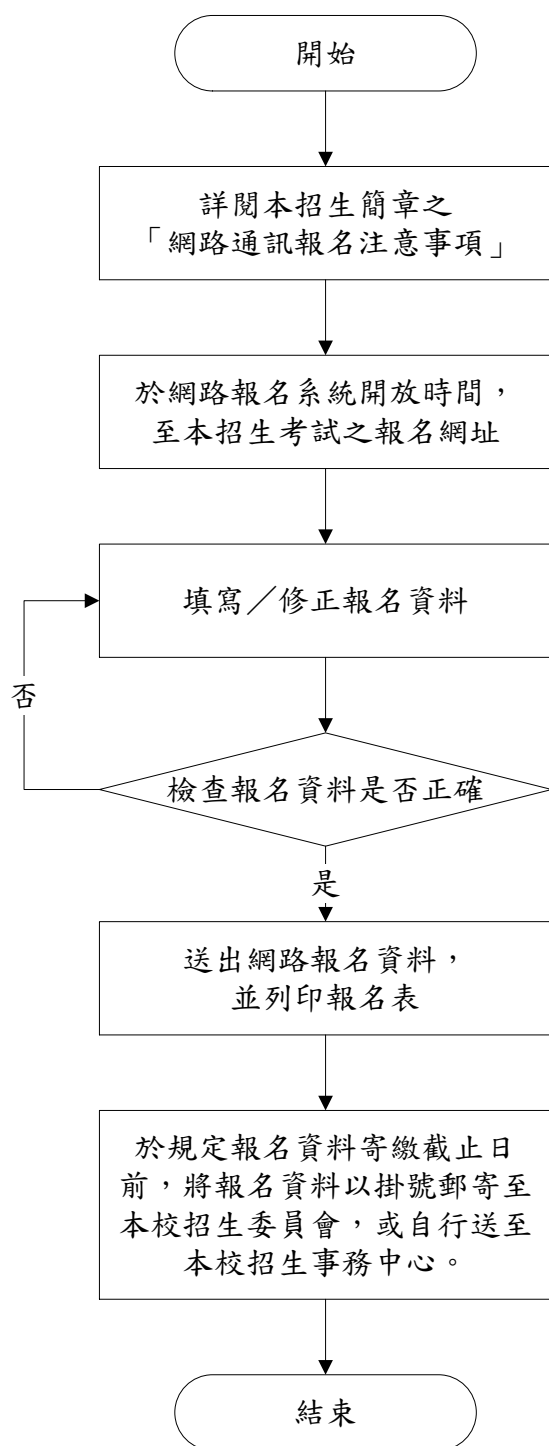 開始
詳閱本招生簡章之
「網路通訊報名注意事項」
於網路報名系統開放時間，
至本招生考試之報名網址
填寫／修正報名資料
否
檢查報名資料是否正確
是
送出網路報名資料，
並列印報名表
於規定報名資料寄繳截止日
前，將報名資料以掛號郵寄至
本校招生委員會，或自行送至
本校招生事務中心。
結束